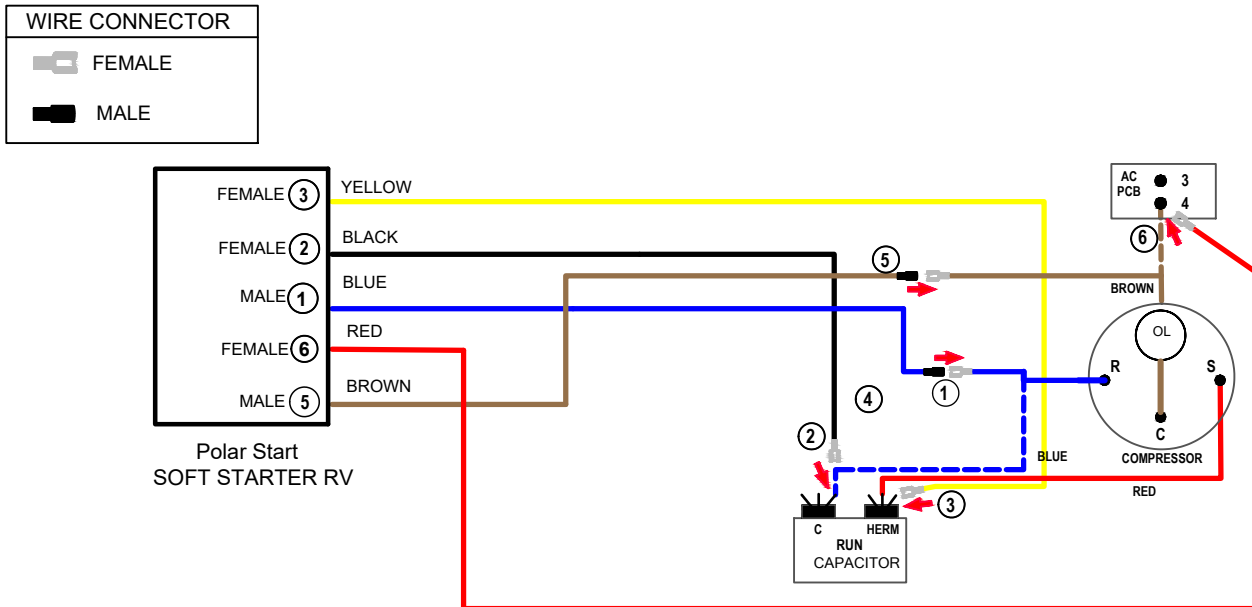 WIRE CONNECTOR
FEMALE
MALE
FEMALE 3 YELLOW
FEMALE 2 BLACK
MALE 1 BLUE
FEMALE 6 RED
MALE 5 BROWN
Polar Start
SOFT STARTER RV
AC
PCB
3
4
6
5
BROWN
OL
R
S
C
COMPRESSOR
1
4
2
BLUE
RED
3
C
HERM
RUN
CAPACITOR